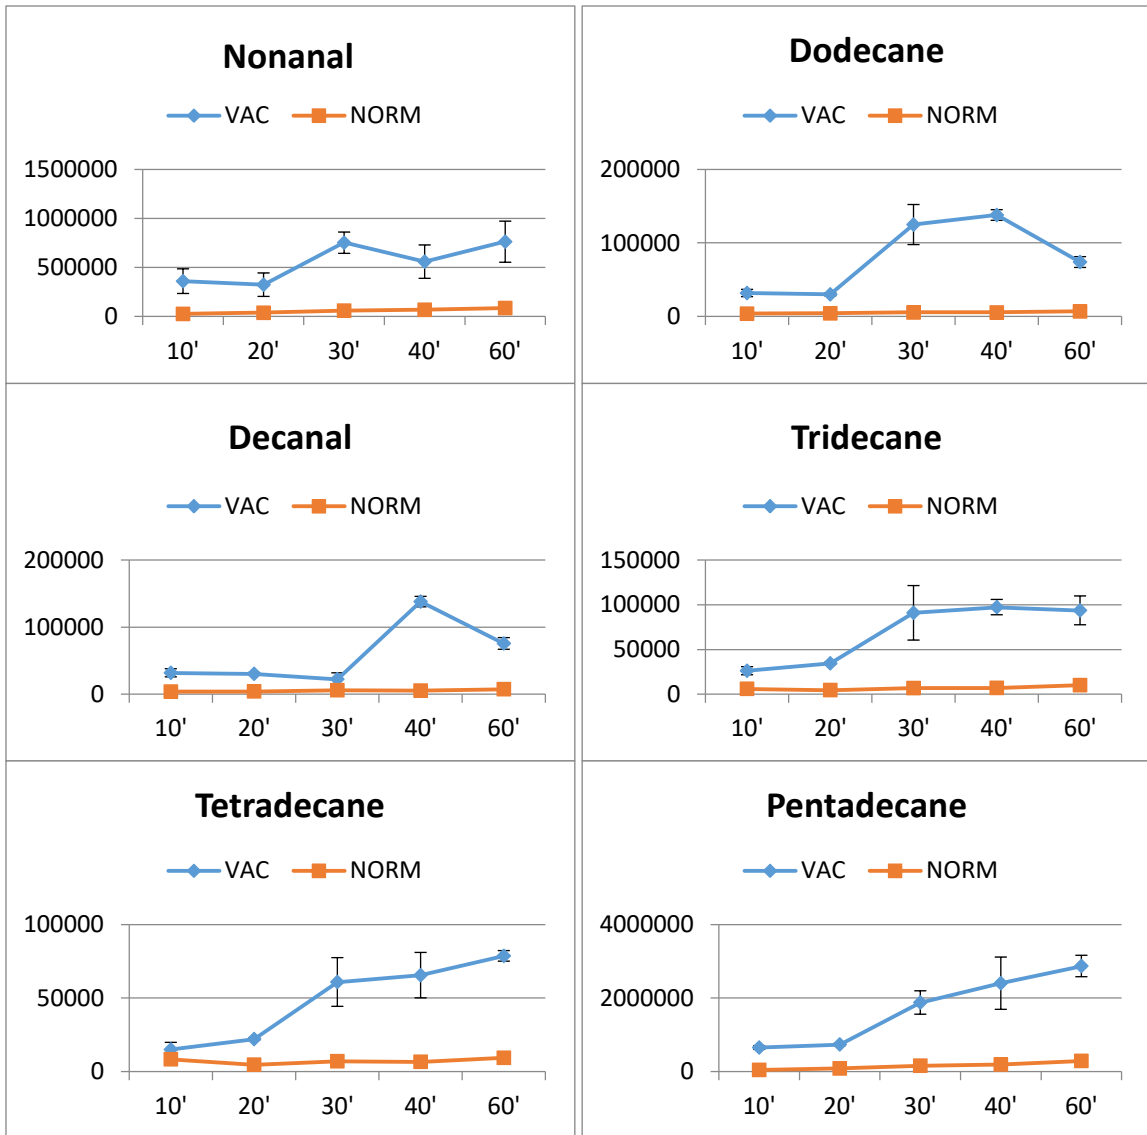 Nonanal
VAC NORM
1500000
1000000
500000
0
10' 20' 30' 40' 60'
Dodecane
VAC NORM
200000
100000
0
10' 20' 30' 40' 60'
Decanal
VAC NORM
200000
100000
0
10' 20' 30' 40' 60'
Tridecane
VAC NORM
150000
100000
50000
0
10' 20' 30' 40' 60'
Tetradecane
VAC NORM
100000
50000
0
10' 20' 30' 40' 60'
Pentadecane
VAC NORM
4000000
2000000
0
10' 20' 30' 40' 60'